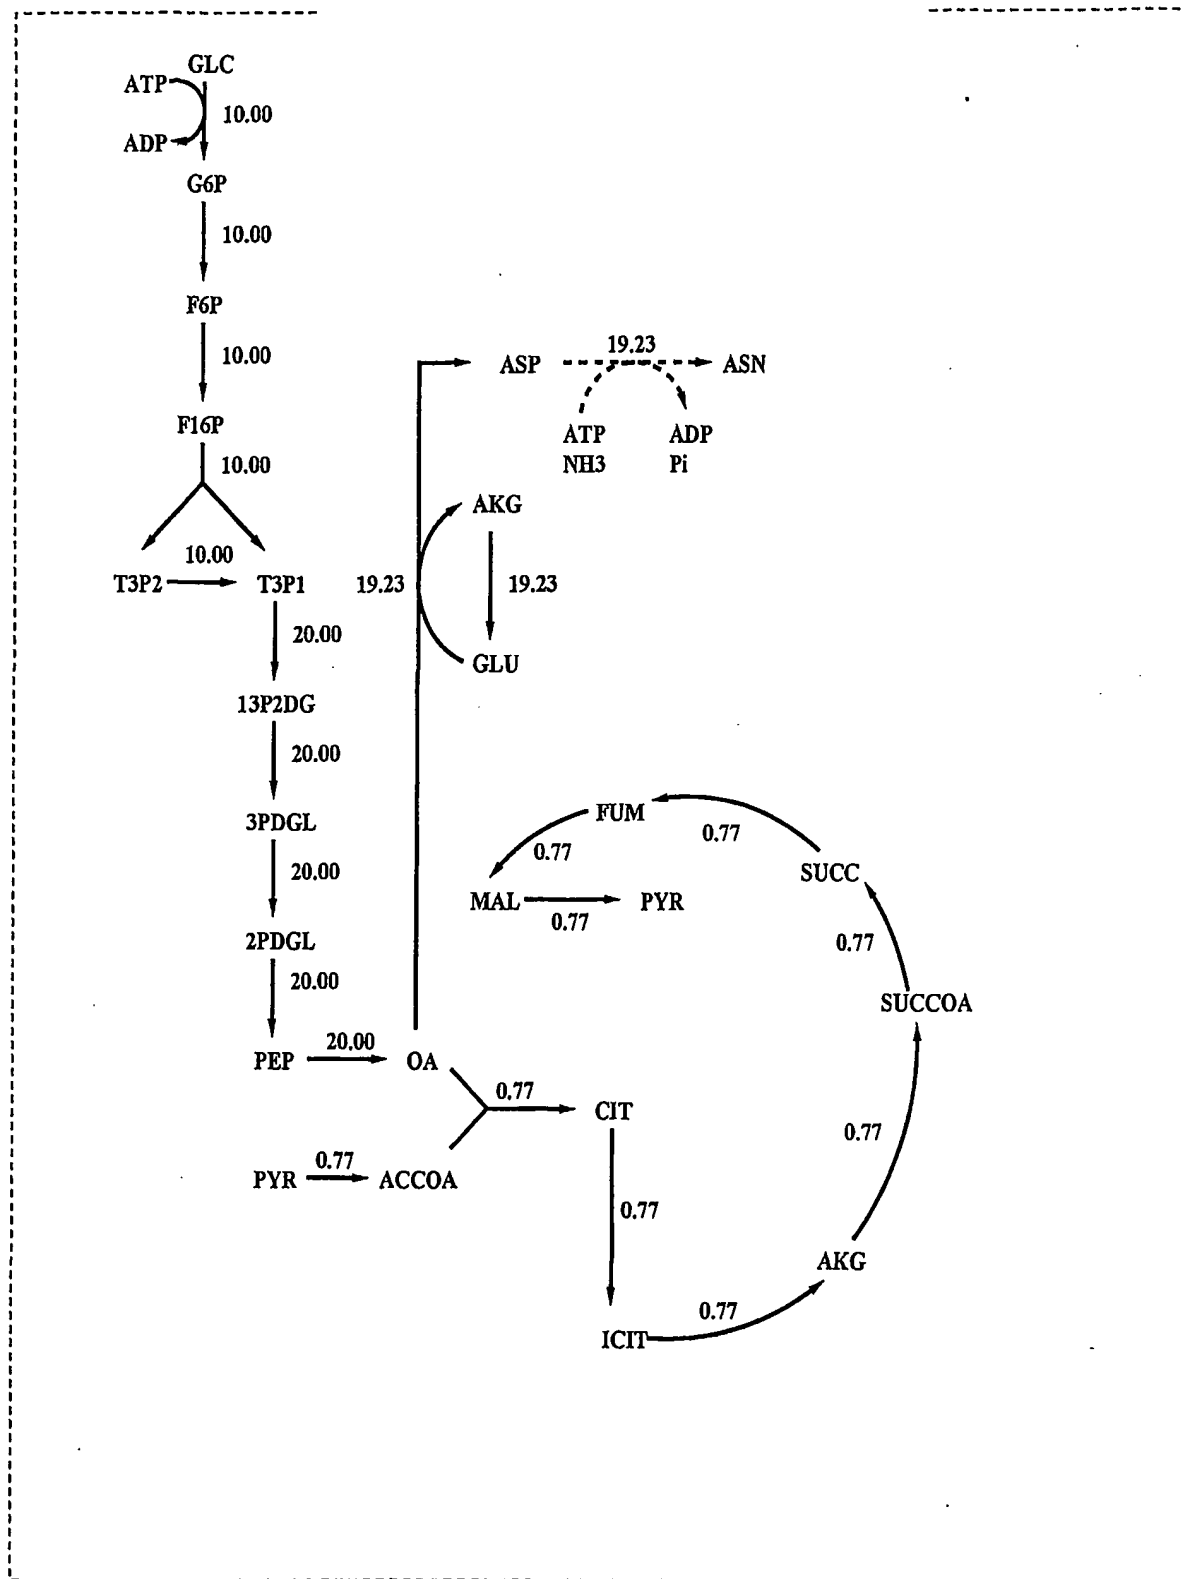 GLC
ATP
10.00
ADP
G6P
10.00
F6P
10.00
F16P
10.00
T3P2
10.00
T3P1
20.00
13P2DG
20.00
3PDGL
20.00
2PDGL
20.00
PEP
20.00
OA
19.23
ASP
19.23
ASN
ATP
NH3
ADP
Pi
AKG
19.23
GLU
FUM
0.77
0.77
SUCC
MAL
0.77
PYR
0.77
SUCCOA
0.77
CIT
PYR
0.77
ACCOA
0.77
0.77
AKG
0.77
ICIT